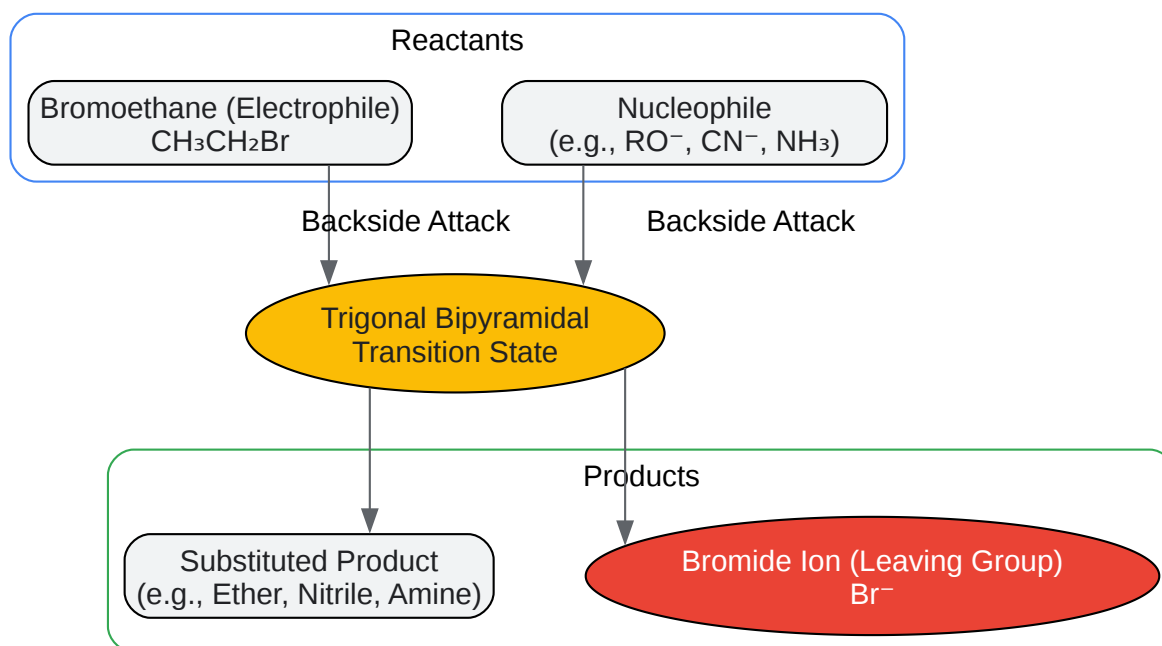 Reactants
Bromoethane (Electrophile)
CH₃CH₂Br
Nucleophile
(e.g., RO⁻, CN⁻, NH₃)
Backside Attack
Backside Attack
Trigonal Bipyramidal
Transition State
Products
Substituted Product
(e.g., Ether, Nitrile, Amine)
Bromide Ion (Leaving Group)
Br⁻